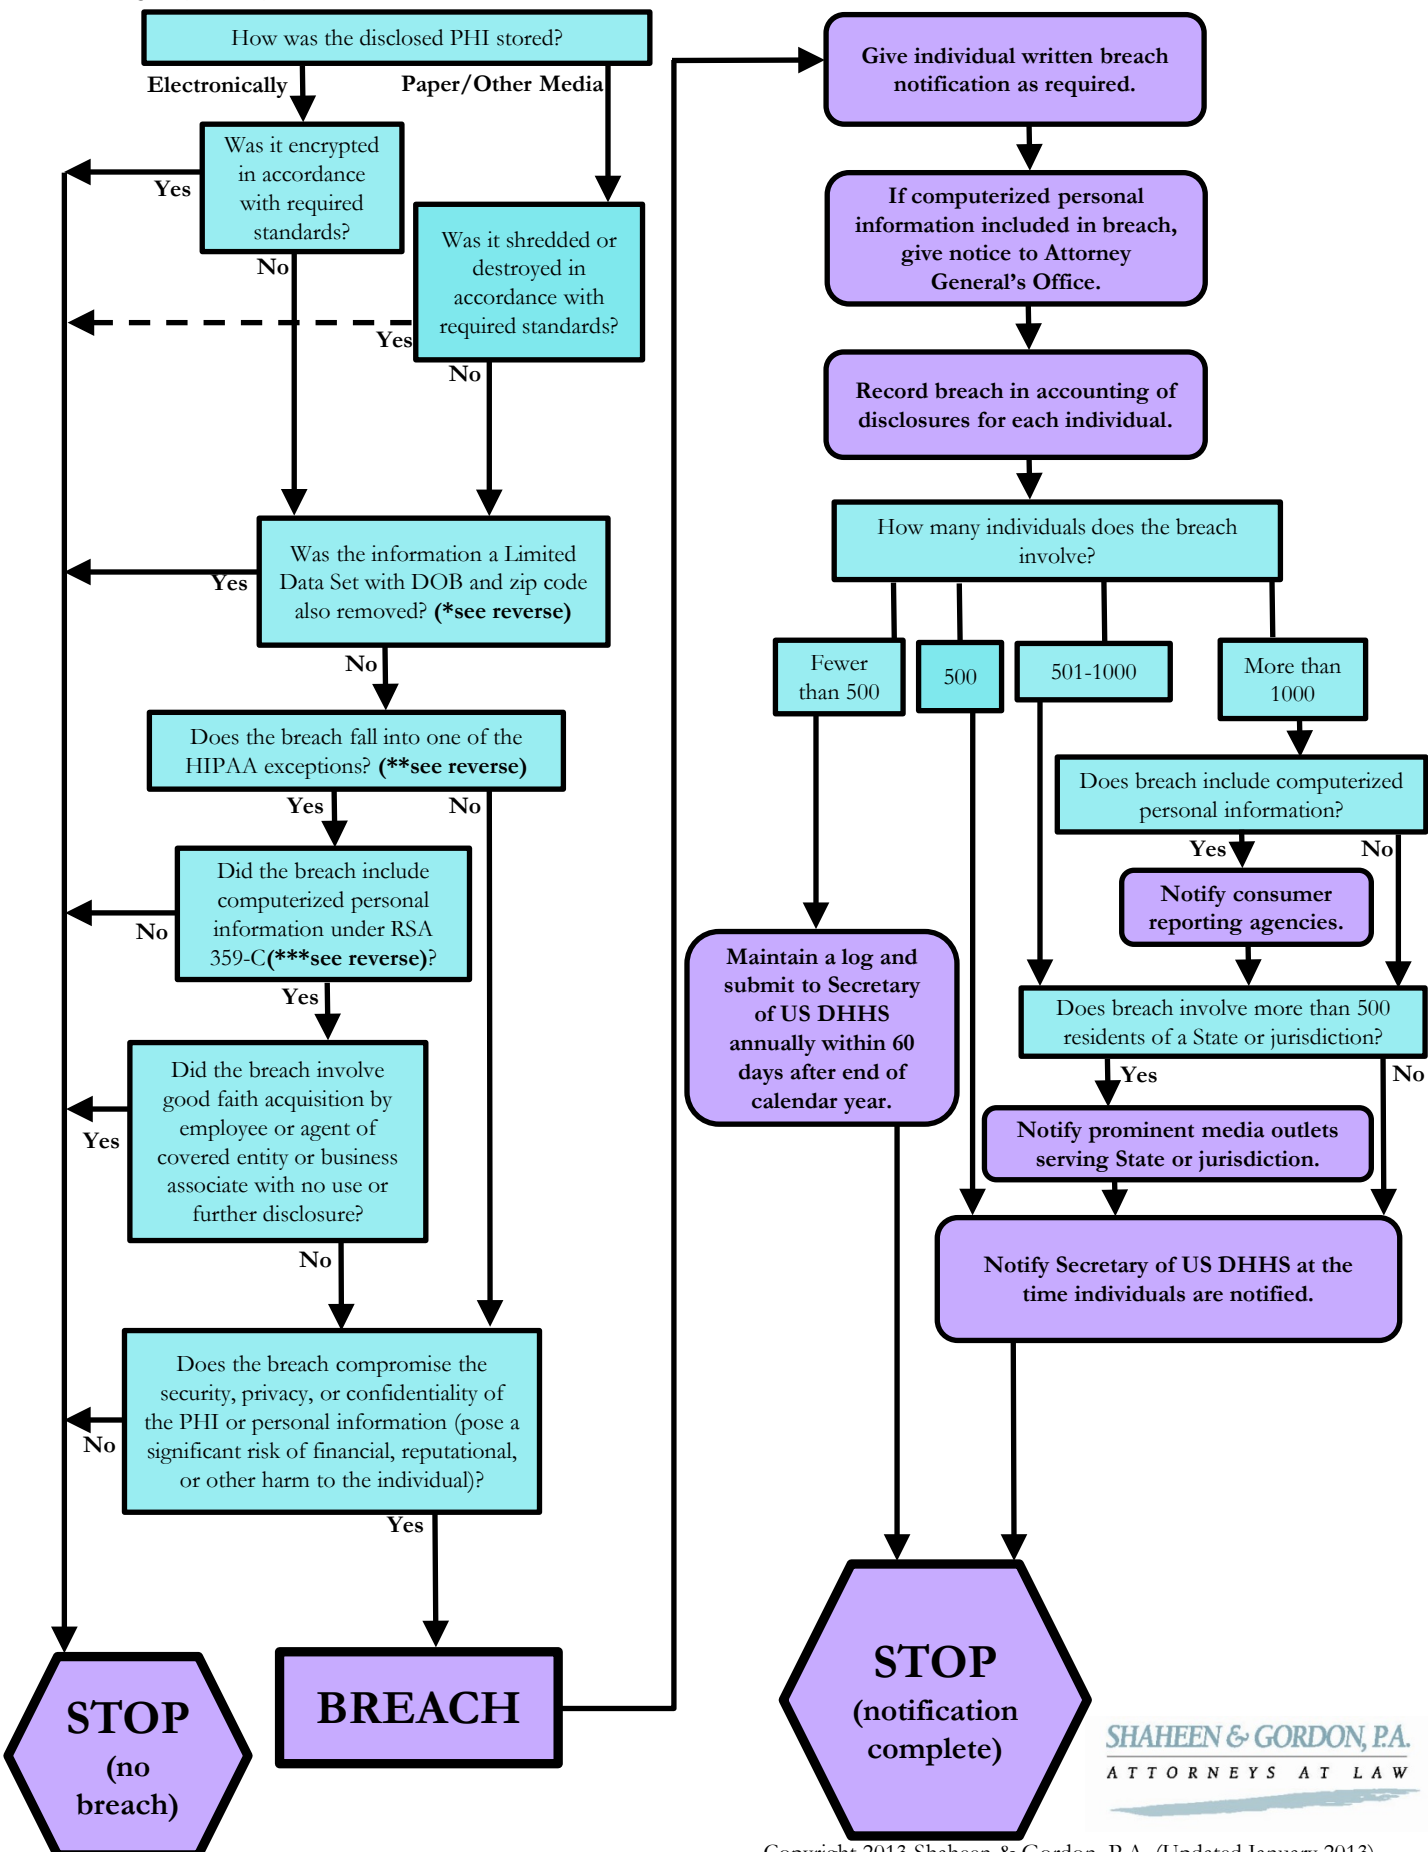 How was the disclosed PHI stored?
Electronically
Paper/Other Media
Was it encrypted
in accordance
with required
standards?
Yes
No
Was it shredded or
destroyed in
accordance with
required standards?
Yes
No
Was the information a Limited
Data Set with DOB and zip code
also removed? (*see reverse)
Yes
No
Does the breach fall into one of the
HIPAA exceptions? (**see reverse)
Yes
No
Did the breach include
computerized personal
information under RSA
359-C(***see reverse)?
No
Yes
Did the breach involve
good faith acquisition by
employee or agent of
covered entity or business
associate with no use or
further disclosure?
Yes
No
Does the breach compromise the
security, privacy, or confidentiality of
the PHI or personal information (pose a
significant risk of financial, reputational,
or other harm to the individual)?
No
Yes
STOP
(no
breach)
BREACH
Give individual written breach
notification as required.
If computerized personal
information included in breach,
give notice to Attorney
General's Office.
Record breach in accounting of
disclosures for each individual.
How many individuals does the breach
involve?
Fewer
than 500
500
501-1000
More than
1000
Does breach include computerized
personal information?
Yes
No
Notify consumer
reporting agencies.
Maintain a log and
submit to Secretary
of US DHHS
annually within 60
days after end of
calendar year.
Does breach involve more than 500
residents of a State or jurisdiction?
Yes
No
Notify prominent media outlets
serving State or jurisdiction.
Notify Secretary of US DHHS at the
time individuals are notified.
STOP
(notification
complete)
SHAHEEN & GORDON, P.A.
ATTORNEYS AT LAW
Copyright 2013 Shaheen & Gordon, P.A. (Updated January 2013)